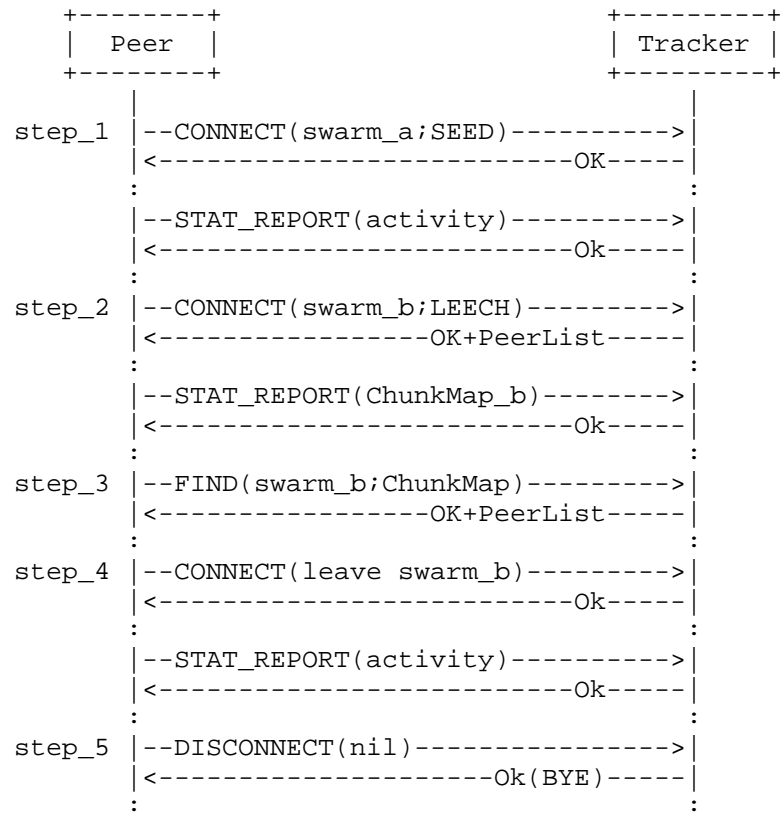 +--------+                         +---------+
|  Peer  |                         | Tracker |
+--------+                         +---------+
|                                  |
step_1 |--CONNECT(swarm_a;SEED)---------->|
|<--------------------------OK-----|
:                                  :
|--STAT_REPORT(activity)---------->|
|<--------------------------Ok-----|
:                                  :
step_2 |--CONNECT(swarm_b;LEECH)--------->|
|<-----------------OK+PeerList-----|
:                                  :
|--STAT_REPORT(ChunkMap_b)-------->|
|<--------------------------Ok-----|
:                                  :
step_3 |--FIND(swarm_b;ChunkMap)--------->|
|<-----------------OK+PeerList-----|
:                                  :
step_4 |--CONNECT(leave swarm_b)--------->|
|<--------------------------Ok-----|
:                                  :
|--STAT_REPORT(activity)---------->|
|<--------------------------Ok-----|
:                                  :
step_5 |--DISCONNECT(nil)---------------->|
|<---------------------Ok(BYE)-----|
:                                  :